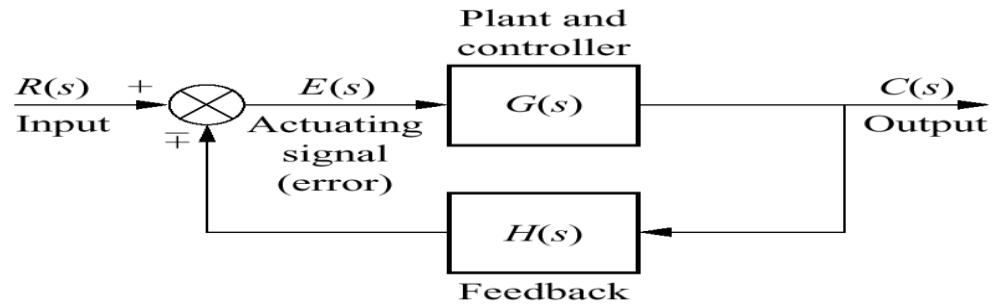 Plant and
controller
R(s)
+
E(s)
G(s)
C(s)
Input
∓
Actuating
signal
(error)
Output
H(s)
Feedback